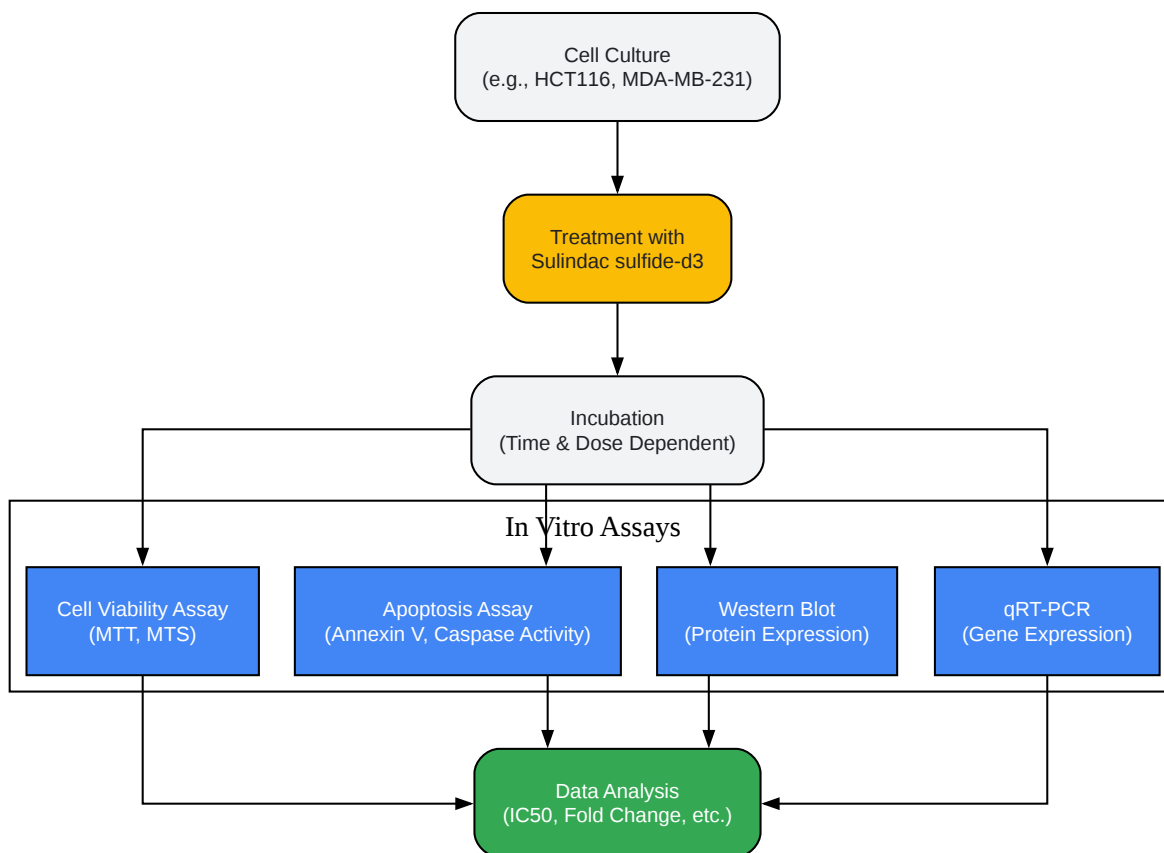 Cell Culture
(e.g., HCT116, MDA-MB-231)
Treatment with
Sulindac sulfide-d3
Incubation
(Time & Dose Dependent)
In Vitro Assays
Cell Viability Assay
(MTT, MTS)
Apoptosis Assay
(Annexin V, Caspase Activity)
Western Blot
(Protein Expression)
qRT-PCR
(Gene Expression)
Data Analysis
(IC50, Fold Change, etc.)